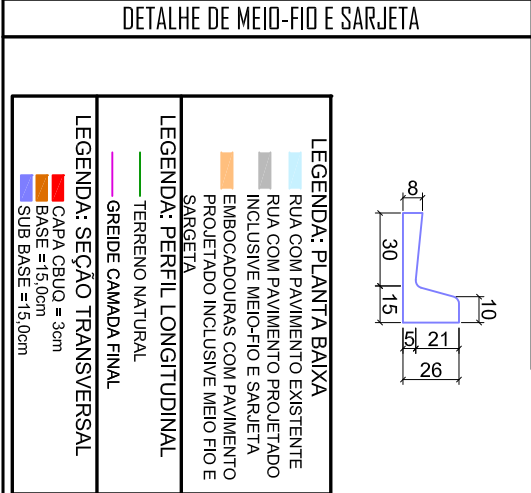 DETALHE DE MEIO-FIO E SARJETA
8
30
15
10
5
21
26
LEGENDA: PLANTA BAIXA
RUA COM PAVIMENTO EXISTENTE
RUA COM PAVIMENTO PROJETADO
INCLUSIVE MEIO-FIO E SARJETA
EMBOCADOURAS COM PAVIMENTO
PROJETADO INCLUSIVE MEIO FIO E
SARGETA
LEGENDA: PERFIL LONGITUDINAL
TERRENO NATURAL
GREIDE CAMADA FINAL
LEGENDA: SEÇÃO TRANSVERSAL
CAPA CBUQ = 3cm
BASE =15,0cm
SUB BASE =15,0cm